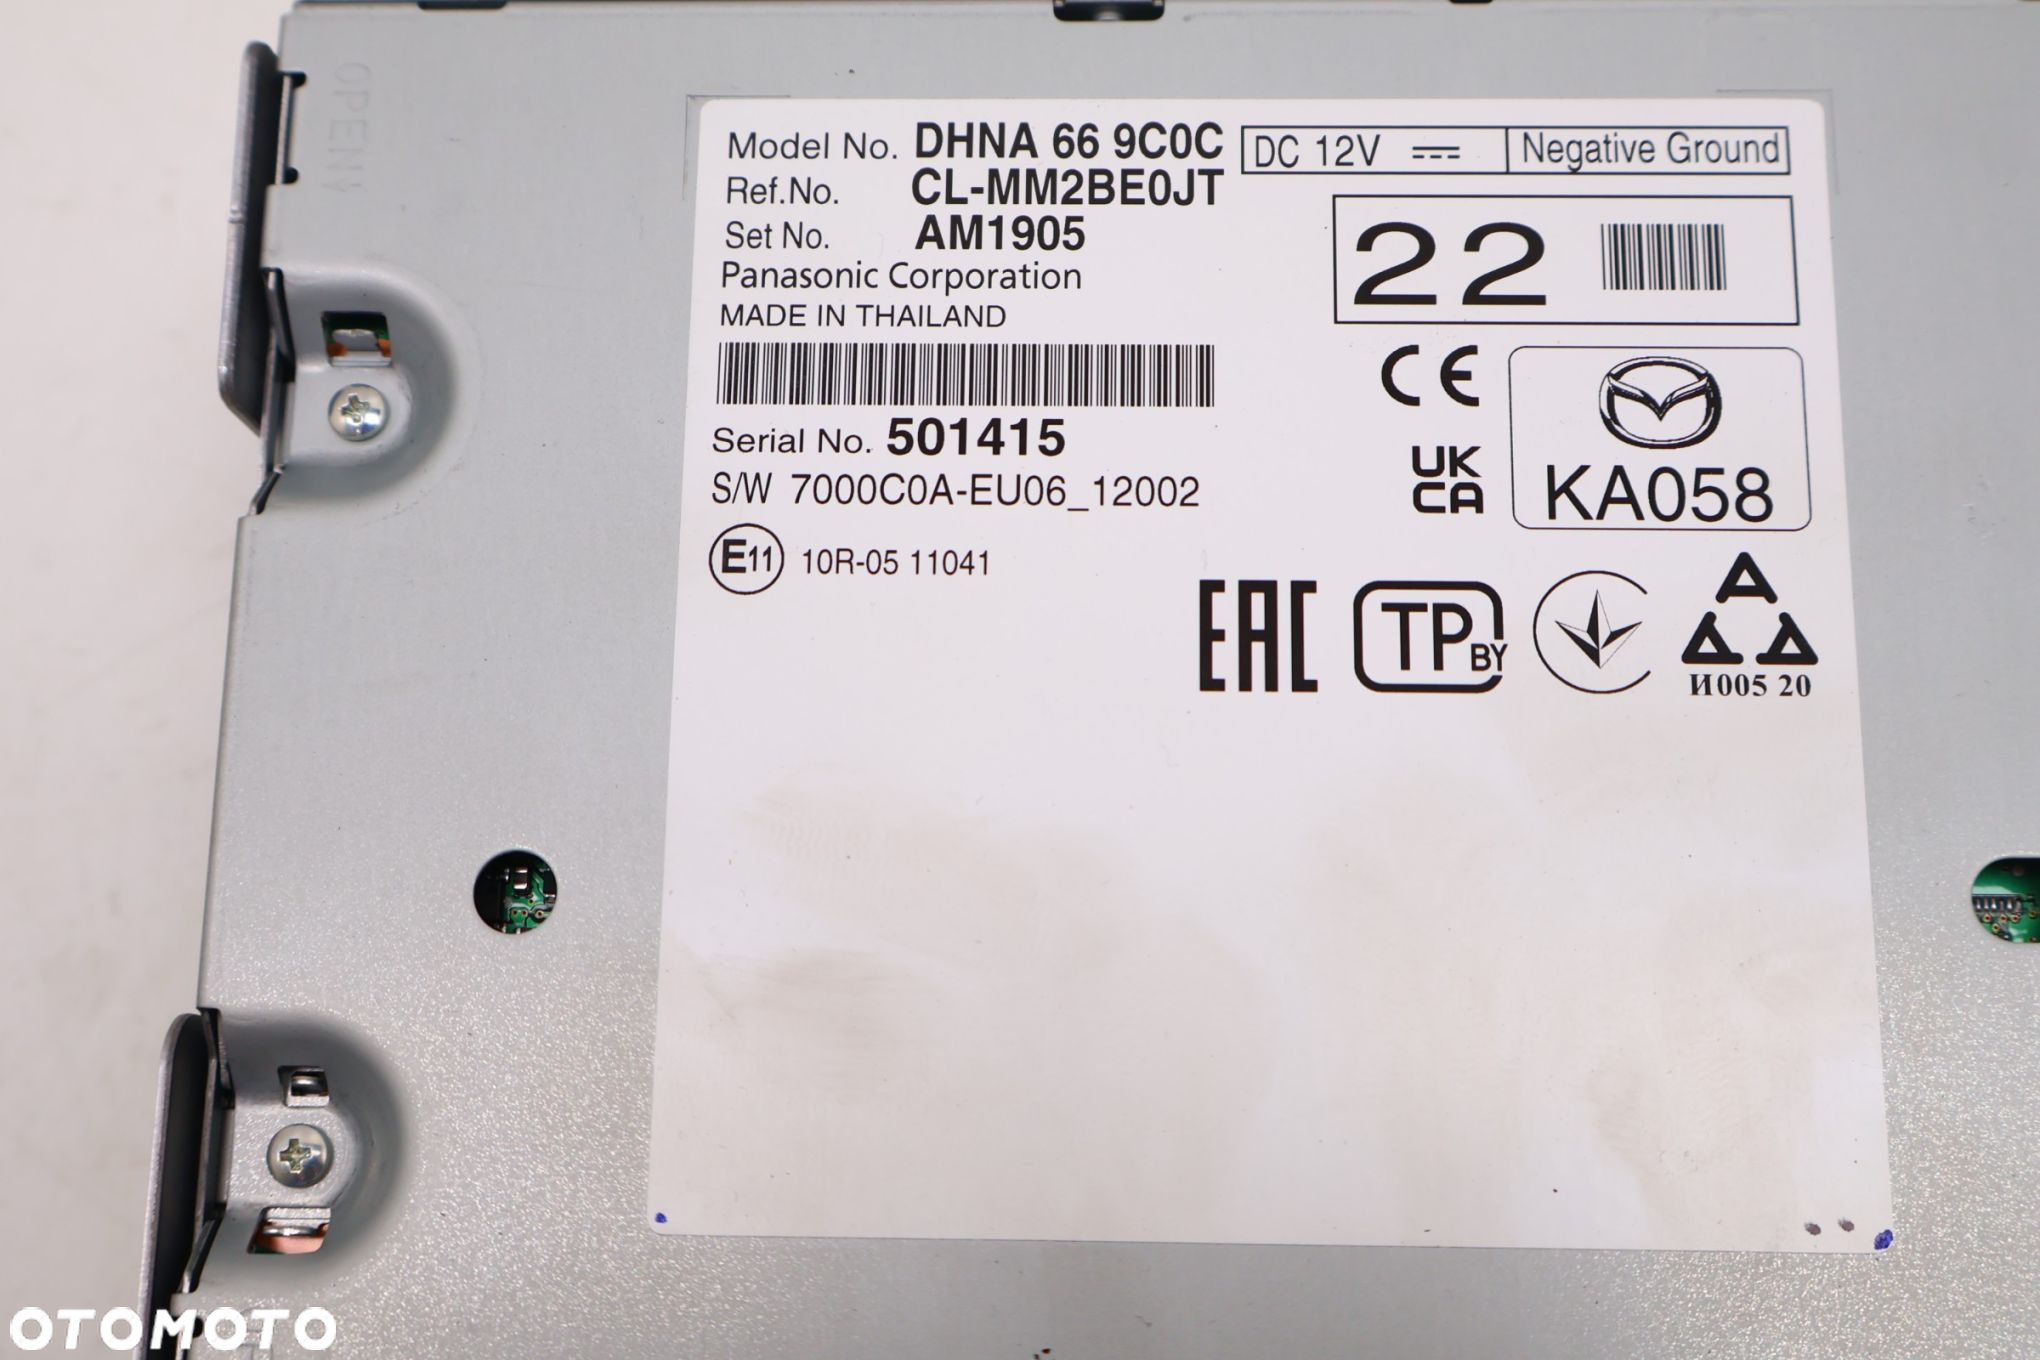 OPEN
Model No. DHNA 66 9C0C
DC 12V
Negative Ground
Ref.No. CL-MM2BE0JT
Set No. AM1905
22
Panasonic Corporation
MADE IN THAILAND
CE
Serial No. 501415
UK
CA
KA058
S/W 7000C0A-EU06_12002
E11 10R-05 11041
EAC
TP BY
И005 20
OTOMOTO